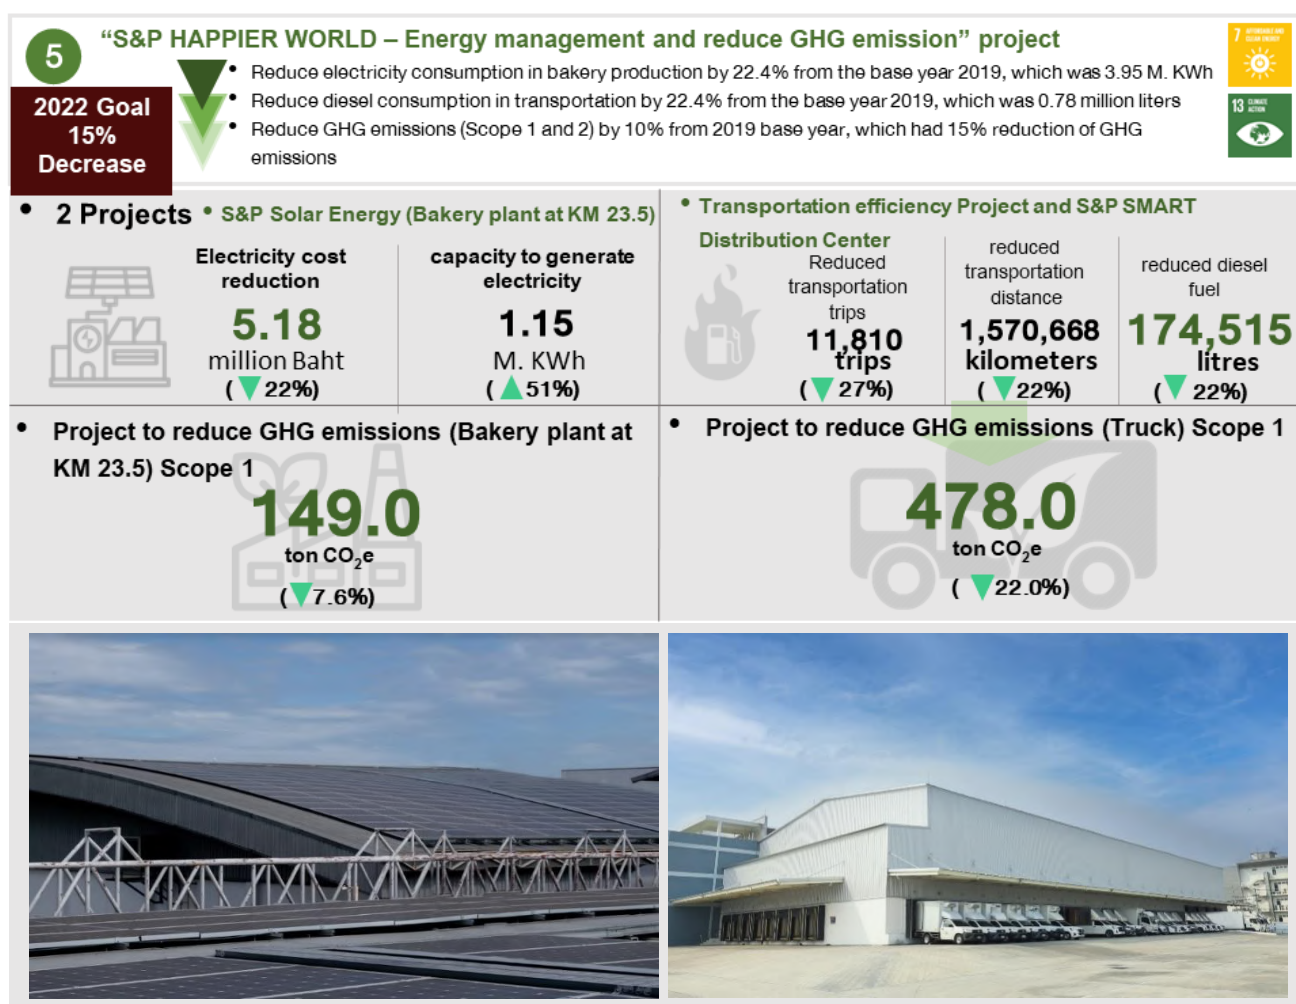 5
“S&P HAPPIER WORLD – Energy management and reduce GHG emission” project
2022 Goal
15%
Decrease
• Reduce electricity consumption in bakery production by 22.4% from the base year 2019, which was 3.95 M. KWh
• Reduce diesel consumption in transportation by 22.4% from the base year 2019, which was 0.78 million liters
• Reduce GHG emissions (Scope 1 and 2) by 10% from 2019 base year, which had 15% reduction of GHG
emissions
7 AFFORDABLE AND
CLEAN ENERGY
13 CLIMATE
ACTION
• 2 Projects • S&P Solar Energy (Bakery plant at KM 23.5)
Electricity cost
reduction
5.18
million Baht
(▼22%)
capacity to generate
electricity
1.15
M. KWh
(▲51%)
• Transportation efficiency Project and S&P SMART
Distribution Center
Reduced
transportation
trips
11,810
trips
(▼27%)
reduced
transportation
distance
1,570,668
kilometers
(▼22%)
reduced diesel
fuel
174,515
litres
(▼22%)
• Project to reduce GHG emissions (Bakery plant at
KM 23.5) Scope 1
149.0
ton CO₂e
(▼7.6%)
• Project to reduce GHG emissions (Truck) Scope 1
478.0
ton CO₂e
(▼22.0%)